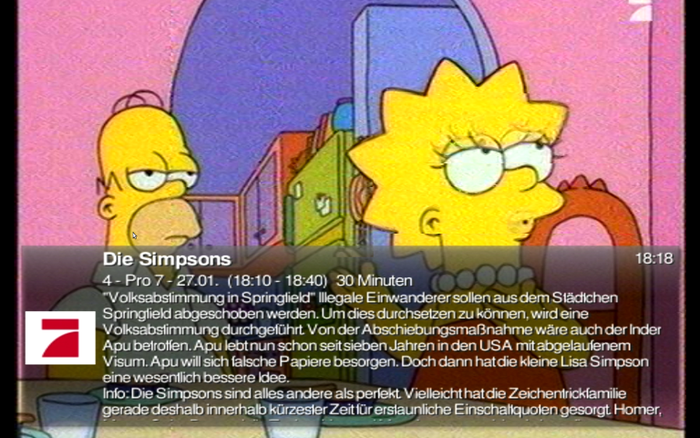 Die Simpsons 18:18
4 - Pro 7 - 27.01. (18:10 - 18:40) 30 Minuten
"Volksabstimmung in Springfield" Illegale Einwanderer sollen aus dem Städtchen
Springfield abgeschoben werden. Um dies durchsetzen zu können, wird eine
Volksabstimmung durchgeführt. Von der Abschiebungsmaßnahme wäre auch der Inder
Apu betroffen. Apu lebt nun schon seit sieben Jahren in den USA mit abgelaufenem
Visum. Apu will sich falsche Papiere besorgen. Doch dann hat die kleine Lisa Simpson
eine wesentlich bessere Idee.
Info: Die Simpsons sind alles andere als perfekt. Vielleicht hat die Zeichentrickfamilie
gerade deshalb innerhalb kürzester Zeit für erstaunliche Einschaltquoten gesorgt. Homer,